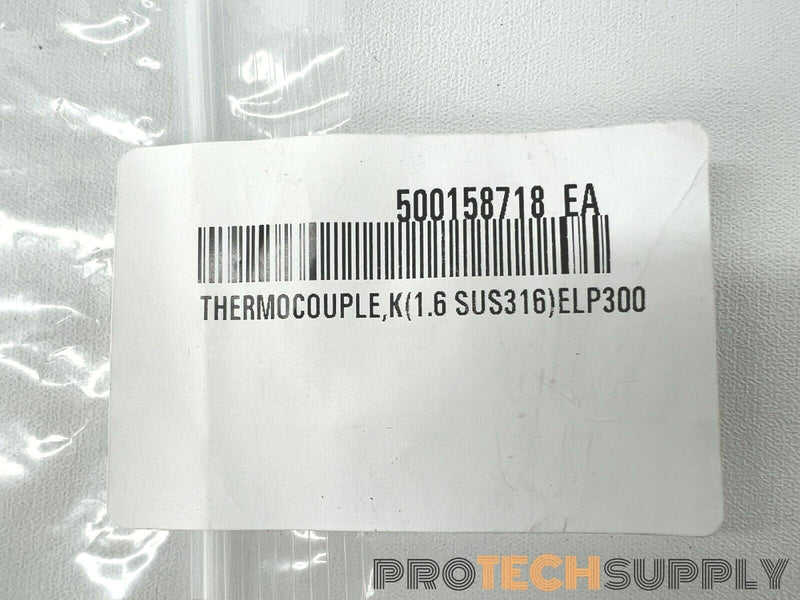 500158718 EA
THERMOCOUPLE,K(1.6 SUS316)ELP300
PROTECHSUPPLY